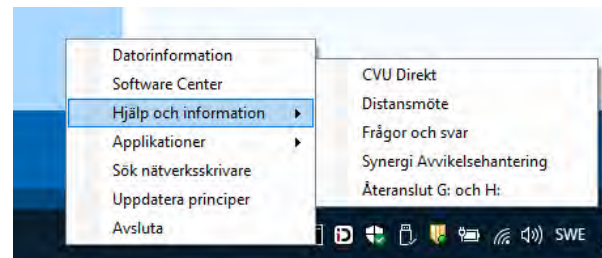 Datorinformation
Software Center
Hjälp och information
Applikationer
Sök nätverksskrivare
Uppdatera principer
Avsluta
CVU Direkt
Distansmöte
Frågor och svar
Synergi Avvikelsehantering
Återanslut G: och H:
SWE